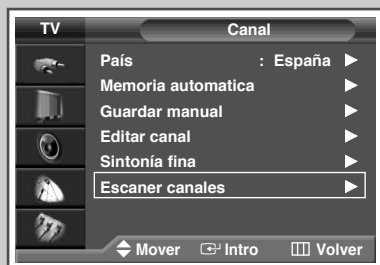 TV Canal
País : España
Memoria automatica
Guardar manual
Editar canal
Sintonía fina
Escaner canales
Mover Intro Volver